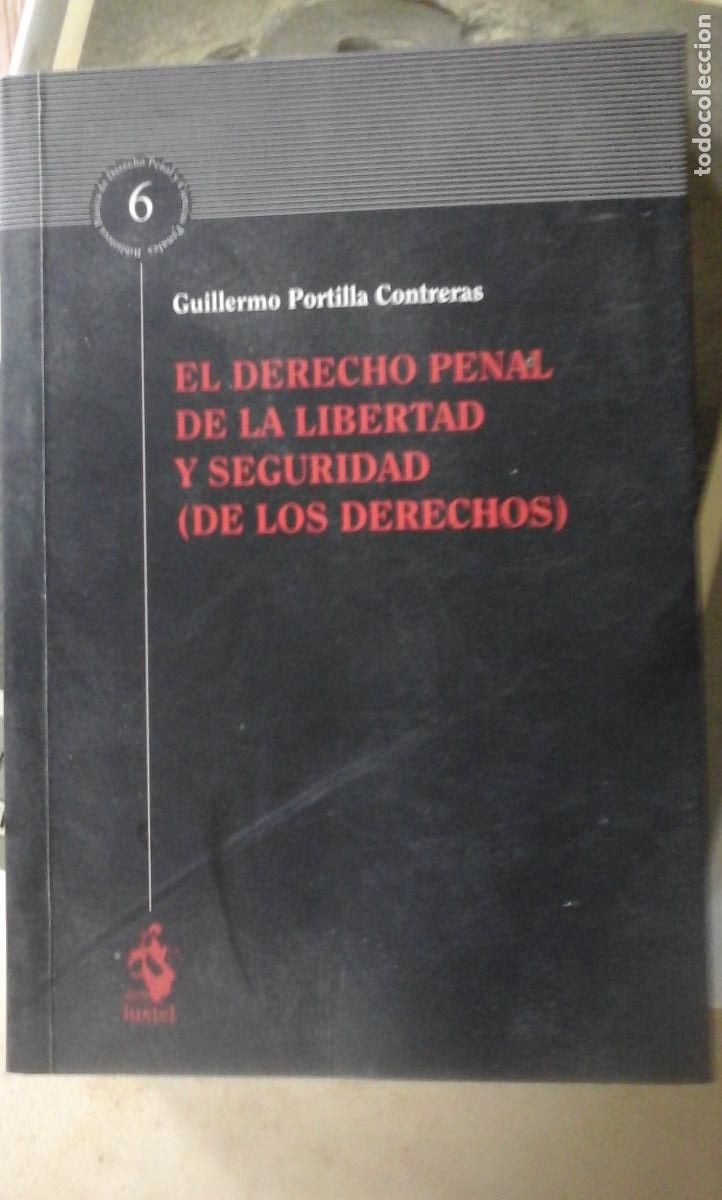 todocoleccion
6
Guillermo Portilla Contreras
EL DERECHO PENAL
DE LA LIBERTAD
Y SEGURIDAD
(DE LOS DERECHOS)
iustel